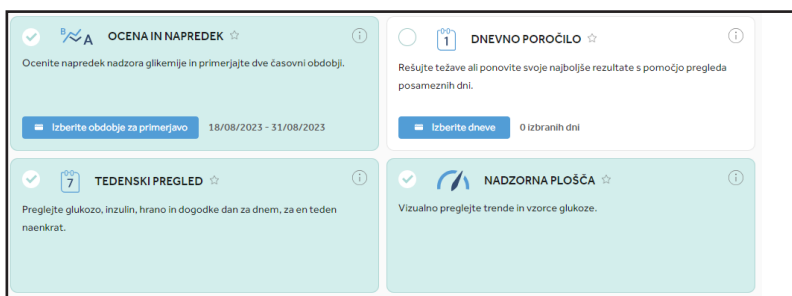 B
A
OCENA IN NAPREDEK
Ocenite napredek nadzora glikemije in primerjajte dve časovni obdobji.
Izberite obdobje za primerjavo
18/08/2023 - 31/08/2023
1
DNEVNO POROČILO
Rešujte težave ali ponovite svoje najboljše rezultate s pomočjo pregleda
posameznih dni.
Izberite dneve
0 izbranih dni
7
TEDENSKI PREGLED
Preglejte glukozo, inzulin, hrano in dogodke dan za dnem, za en teden
naenkrat.
NADZORNA PLOŠČA
Vizualno preglejte trende in vzorce glukoze.